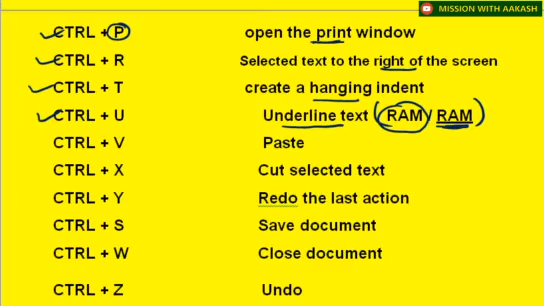 MISSION WITH AAKASH
CTRL + P open the print window
CTRL + R Selected text to the right of the screen
CTRL + T create a hanging indent
CTRL + U Underline text (RAM / RAM)
CTRL + V Paste
CTRL + X Cut selected text
CTRL + Y Redo the last action
CTRL + S Save document
CTRL + W Close document
CTRL + Z Undo